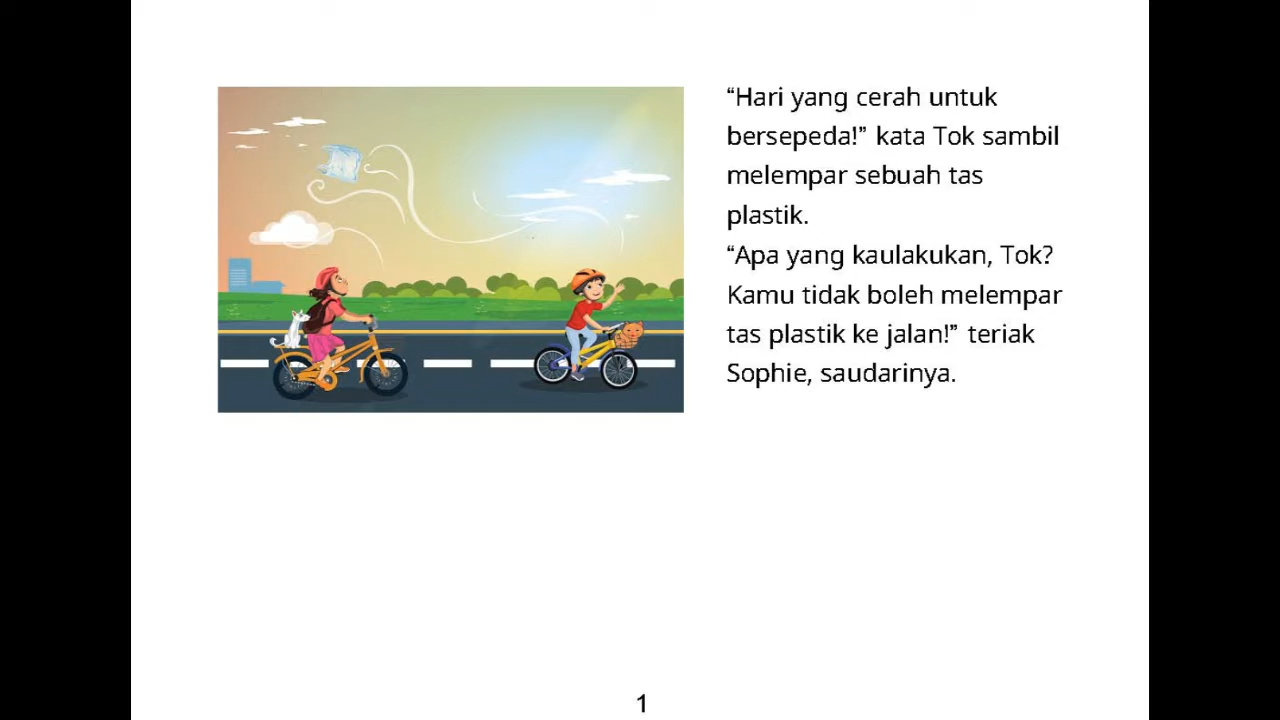 “Hari yang cerah untuk
bersepeda!” kata Tok sambil
melempar sebuah tas
plastik.
“Apa yang kaulakukan, Tok?
Kamu tidak boleh melempar
tas plastik ke jalan!” teriak
Sophie, saudarinya.
1